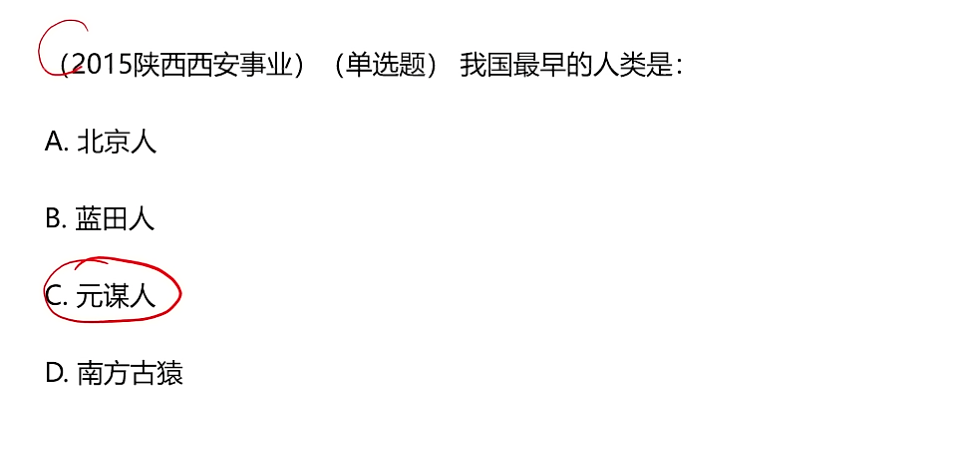 （2015陕西西安事业）（单选题） 我国最早的人类是：
A. 北京人
B. 蓝田人
C. 元谋人
D. 南方古猿